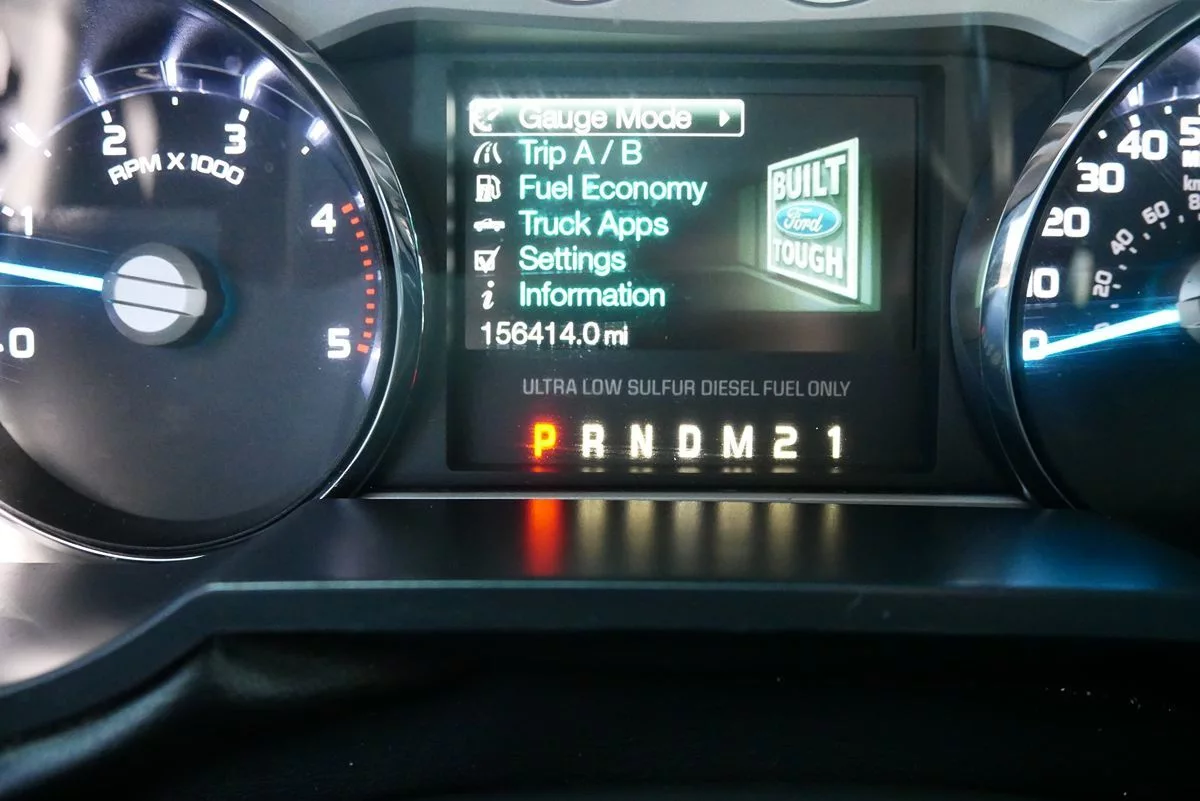 2 3
RPM X 1000
1 4
0 5
Gauge Mode
Trip A / B
Fuel Economy
Truck Apps
Settings
Information
156414.0 mi
BUILT
Ford
TOUGH
ULTRA LOW SULFUR DIESEL FUEL ONLY
P R N D M 2 1
40
30
20
10
0
60
40
20
0